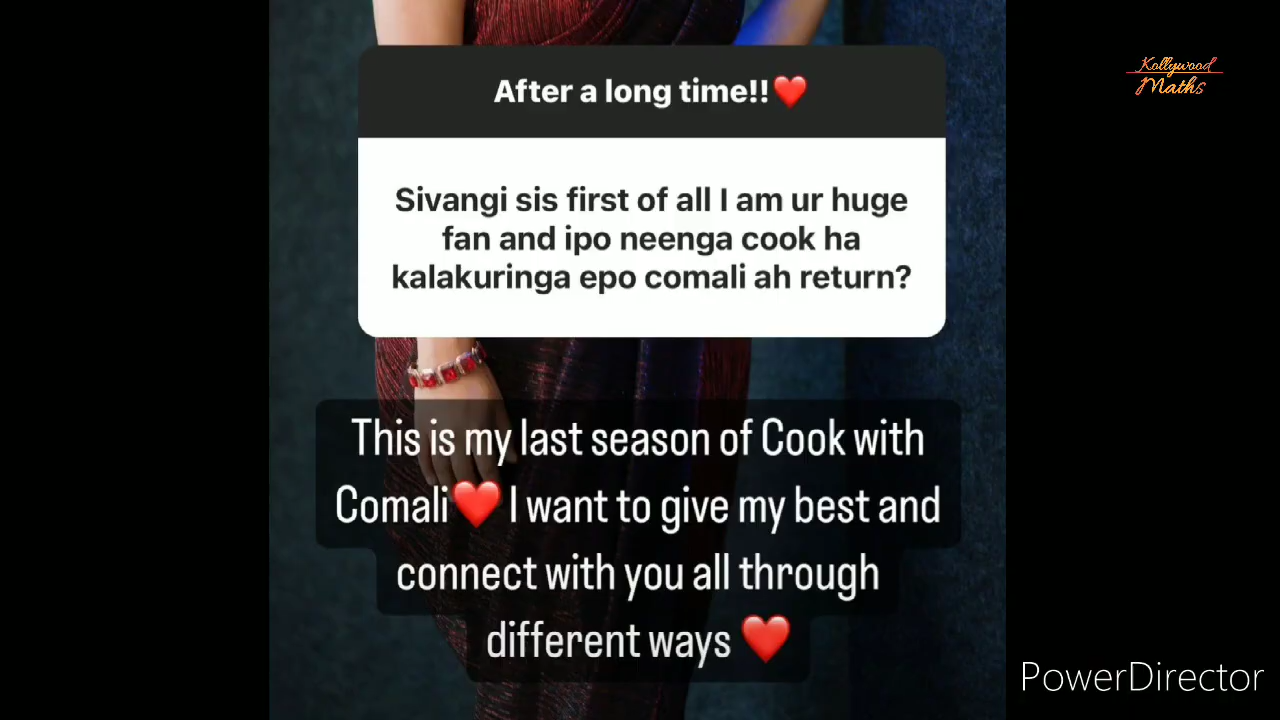 Kollywood
Maths
After a long time!!❤️
Sivangi sis first of all I am ur huge
fan and ipo neenga cook ha
kalakuringa epo comali ah return?
This is my last season of Cook with
Comali❤️ I want to give my best and
connect with you all through
different ways ❤️
PowerDirector